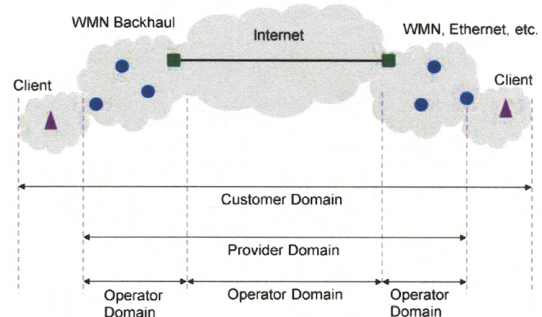 WMN Backhaul
Internet
WMN, Ethernet, etc.
Client
Client
Customer Domain
Provider Domain
Operator
Domain
Operator Domain
Operator
Domain